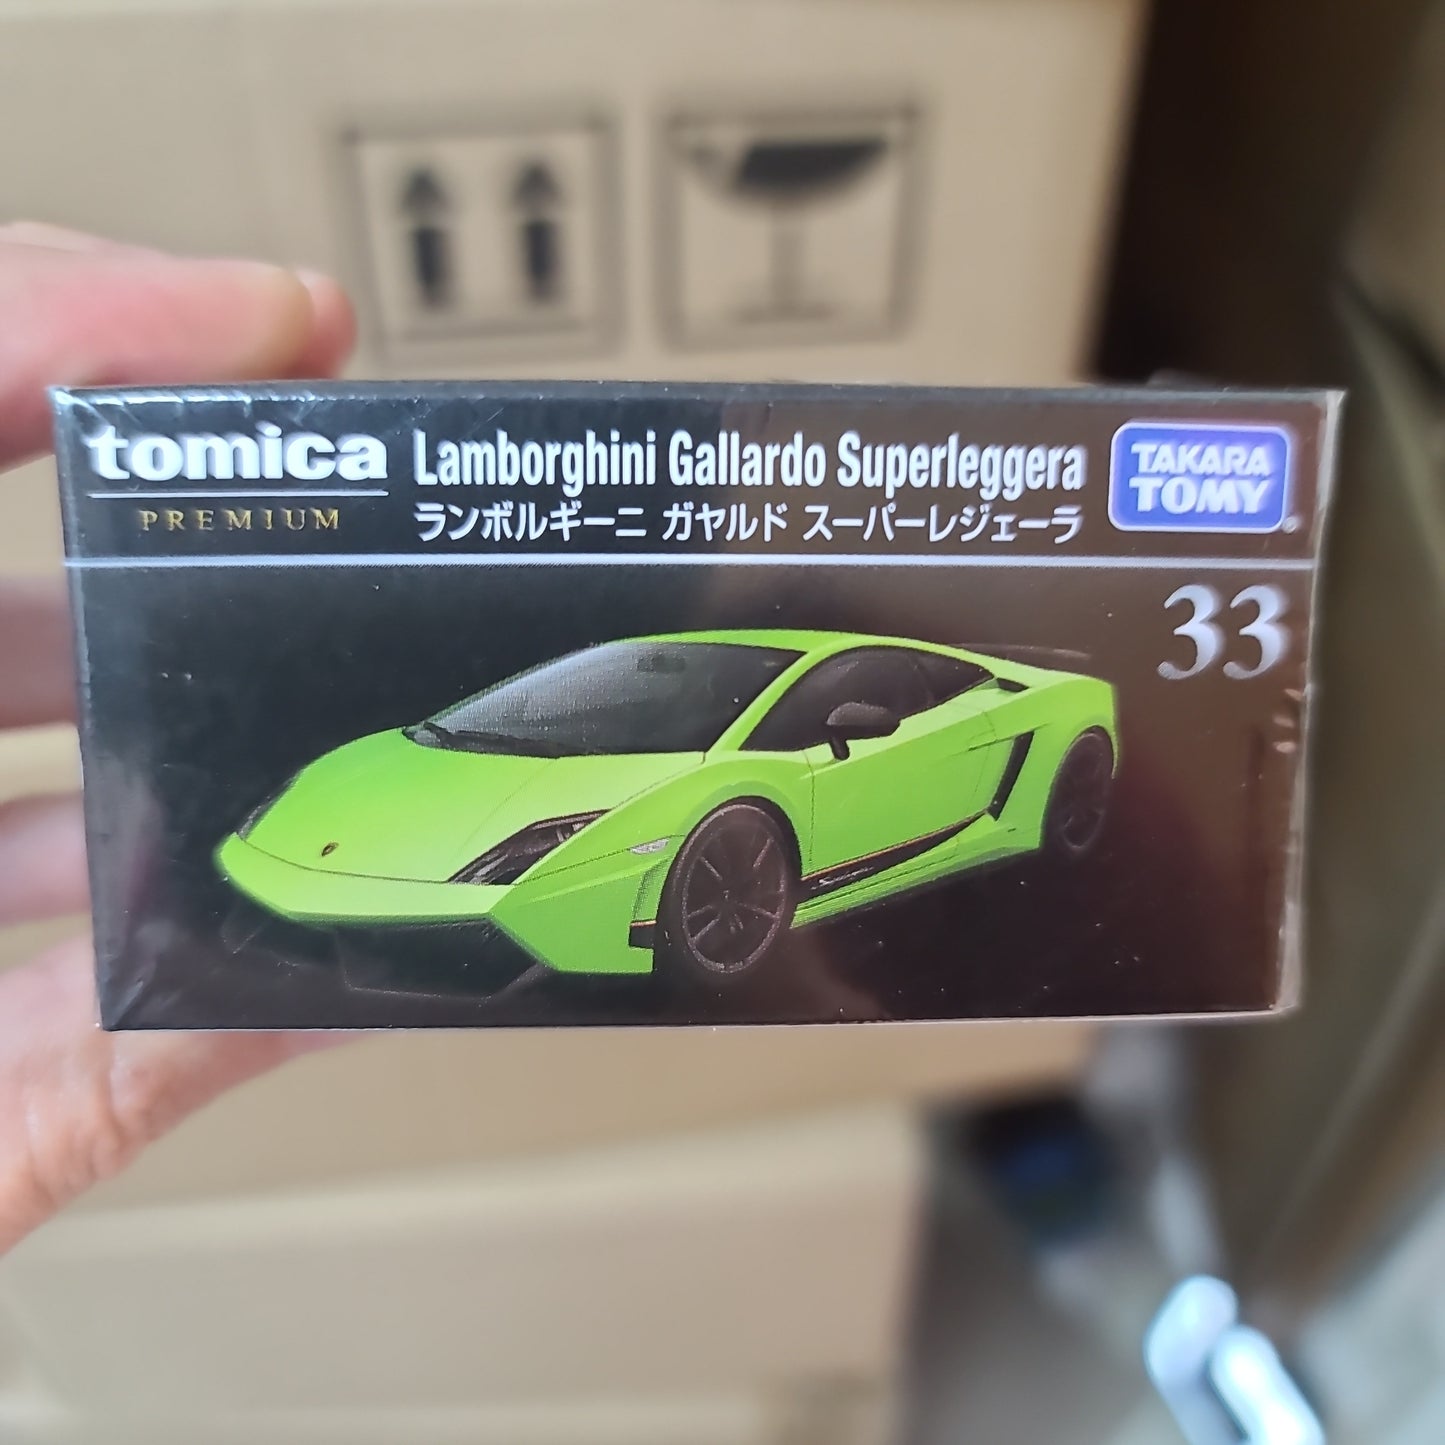 tomica
PREMIUM
Lamborghini Gallardo Superleggera
ランボルギーニ ガヤルド スーパーレジェーラ
TAKARA
TOMY
33